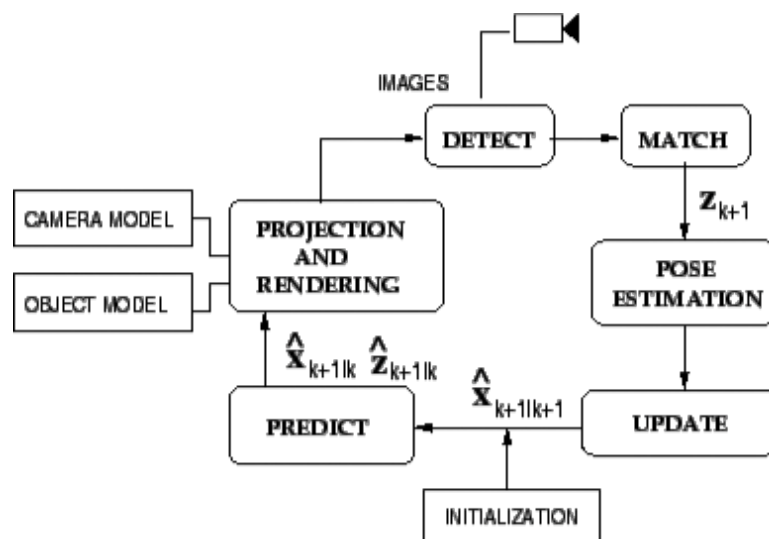 IMAGES
DETECT
MATCH
z k+1
CAMERA MODEL
PROJECTION
AND
RENDERING
POSE
ESTIMATION
OBJECT MODEL
x̂ k+1|k ẑ k+1|k
x̂ k+1|k+1
PREDICT
UPDATE
INITIALIZATION